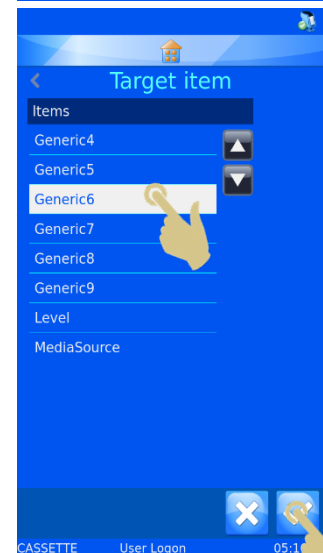 Target item
Items
Generic4
Generic5
Generic6
Generic7
Generic8
Generic9
Level
MediaSource
CASSETTE User Logon